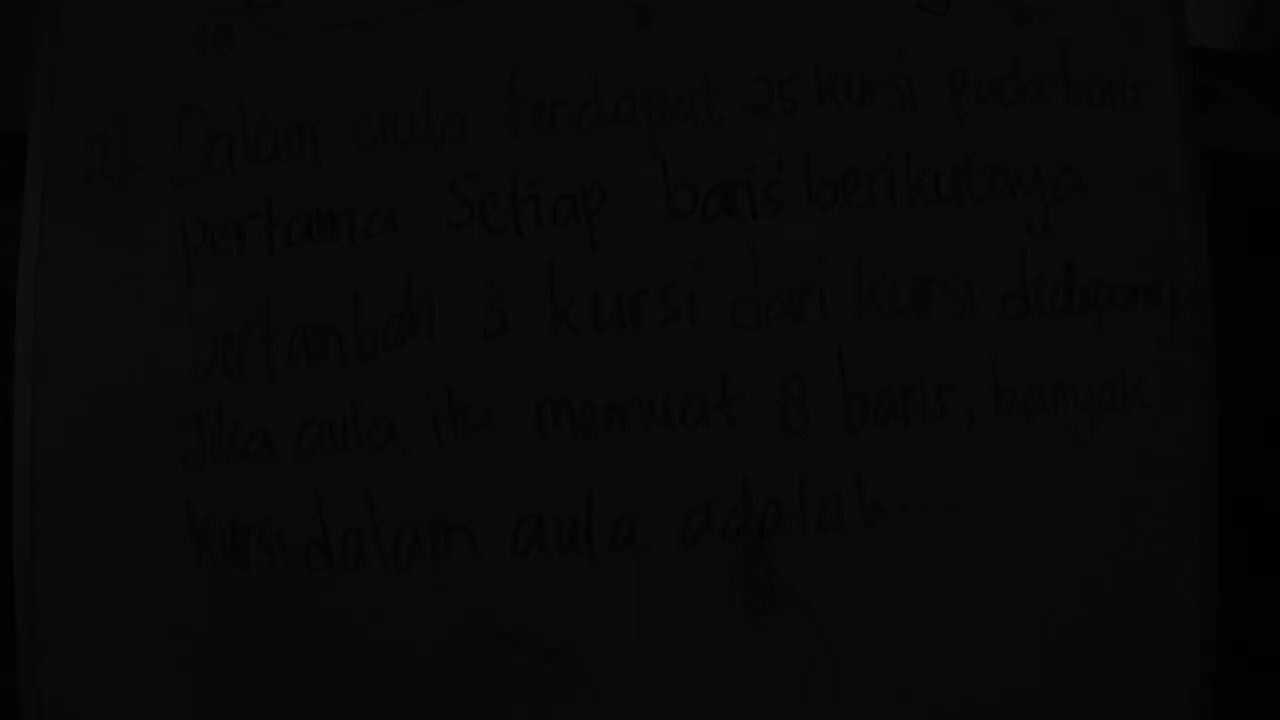 2). Dalam aula terdapat 25 kursi pada baris
pertama Setiap baris berikutnya
bertambah 3 kursi dari kursi didepannya
Jika aula itu memuat 8 baris, banyak
kursi dalam aula adalah....